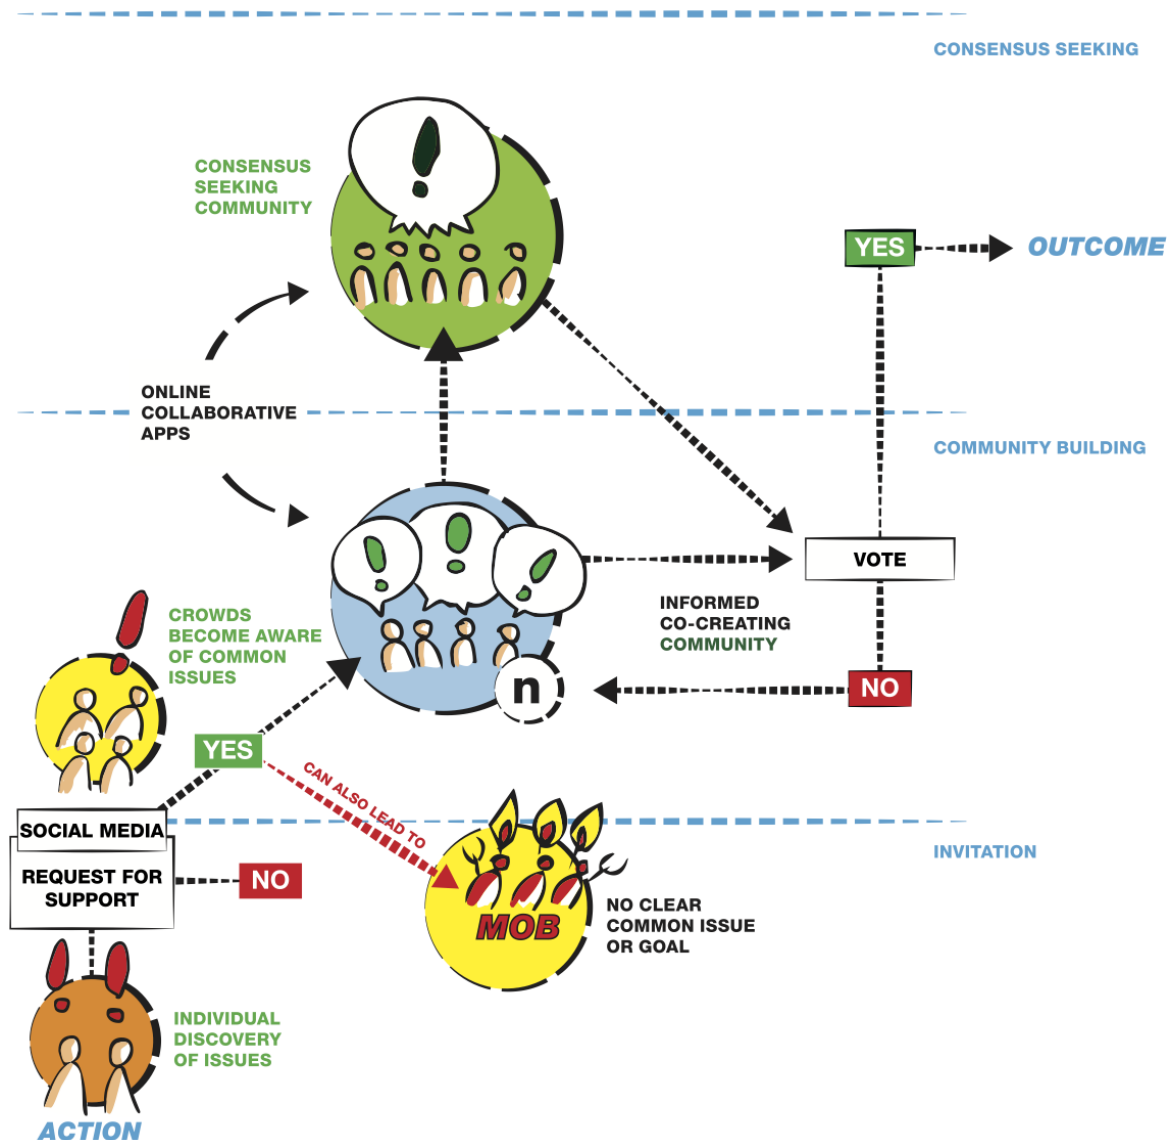 CONSENSUS SEEKING
CONSENSUS
SEEKING
COMMUNITY
YES
OUTCOME
ONLINE
COLLABORATIVE
APPS
COMMUNITY BUILDING
VOTE
INFORMED
CO-CREATING
COMMUNITY
CROWDS
BECOME AWARE
OF COMMON
ISSUES
n
NO
YES
CAN ALSO LEAD TO
SOCIAL MEDIA
REQUEST FOR
SUPPORT
NO
INVITATION
MOB
NO CLEAR
COMMON ISSUE
OR GOAL
INDIVIDUAL
DISCOVERY
OF ISSUES
ACTION